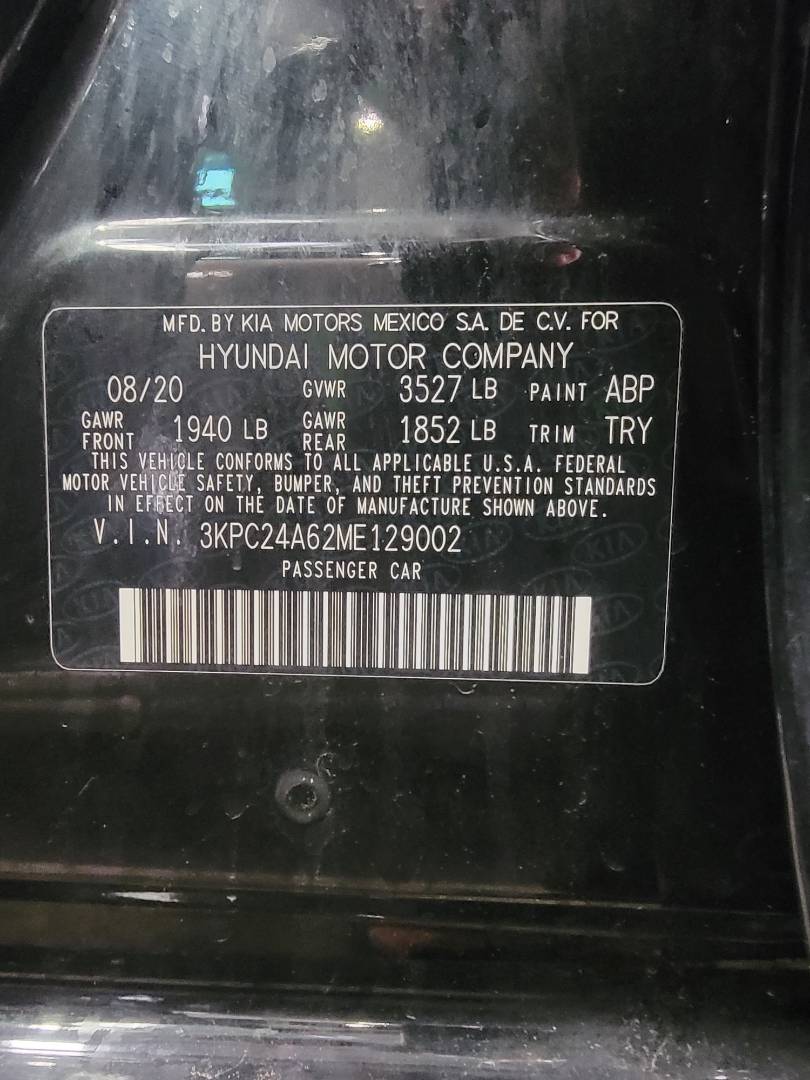 MFD. BY KIA MOTORS MEXICO S.A. DE C.V. FOR
HYUNDAI MOTOR COMPANY
08/20 GVWR 3527 LB PAINT ABP
GAWR FRONT 1940 LB GAWR REAR 1852 LB TRIM TRY
THIS VEHICLE CONFORMS TO ALL APPLICABLE U.S.A. FEDERAL
MOTOR VEHICLE SAFETY, BUMPER, AND THEFT PREVENTION STANDARDS
IN EFFECT ON THE DATE OF MANUFACTURE SHOWN ABOVE.
V.I.N. 3KPC24A62ME129002
PASSENGER CAR